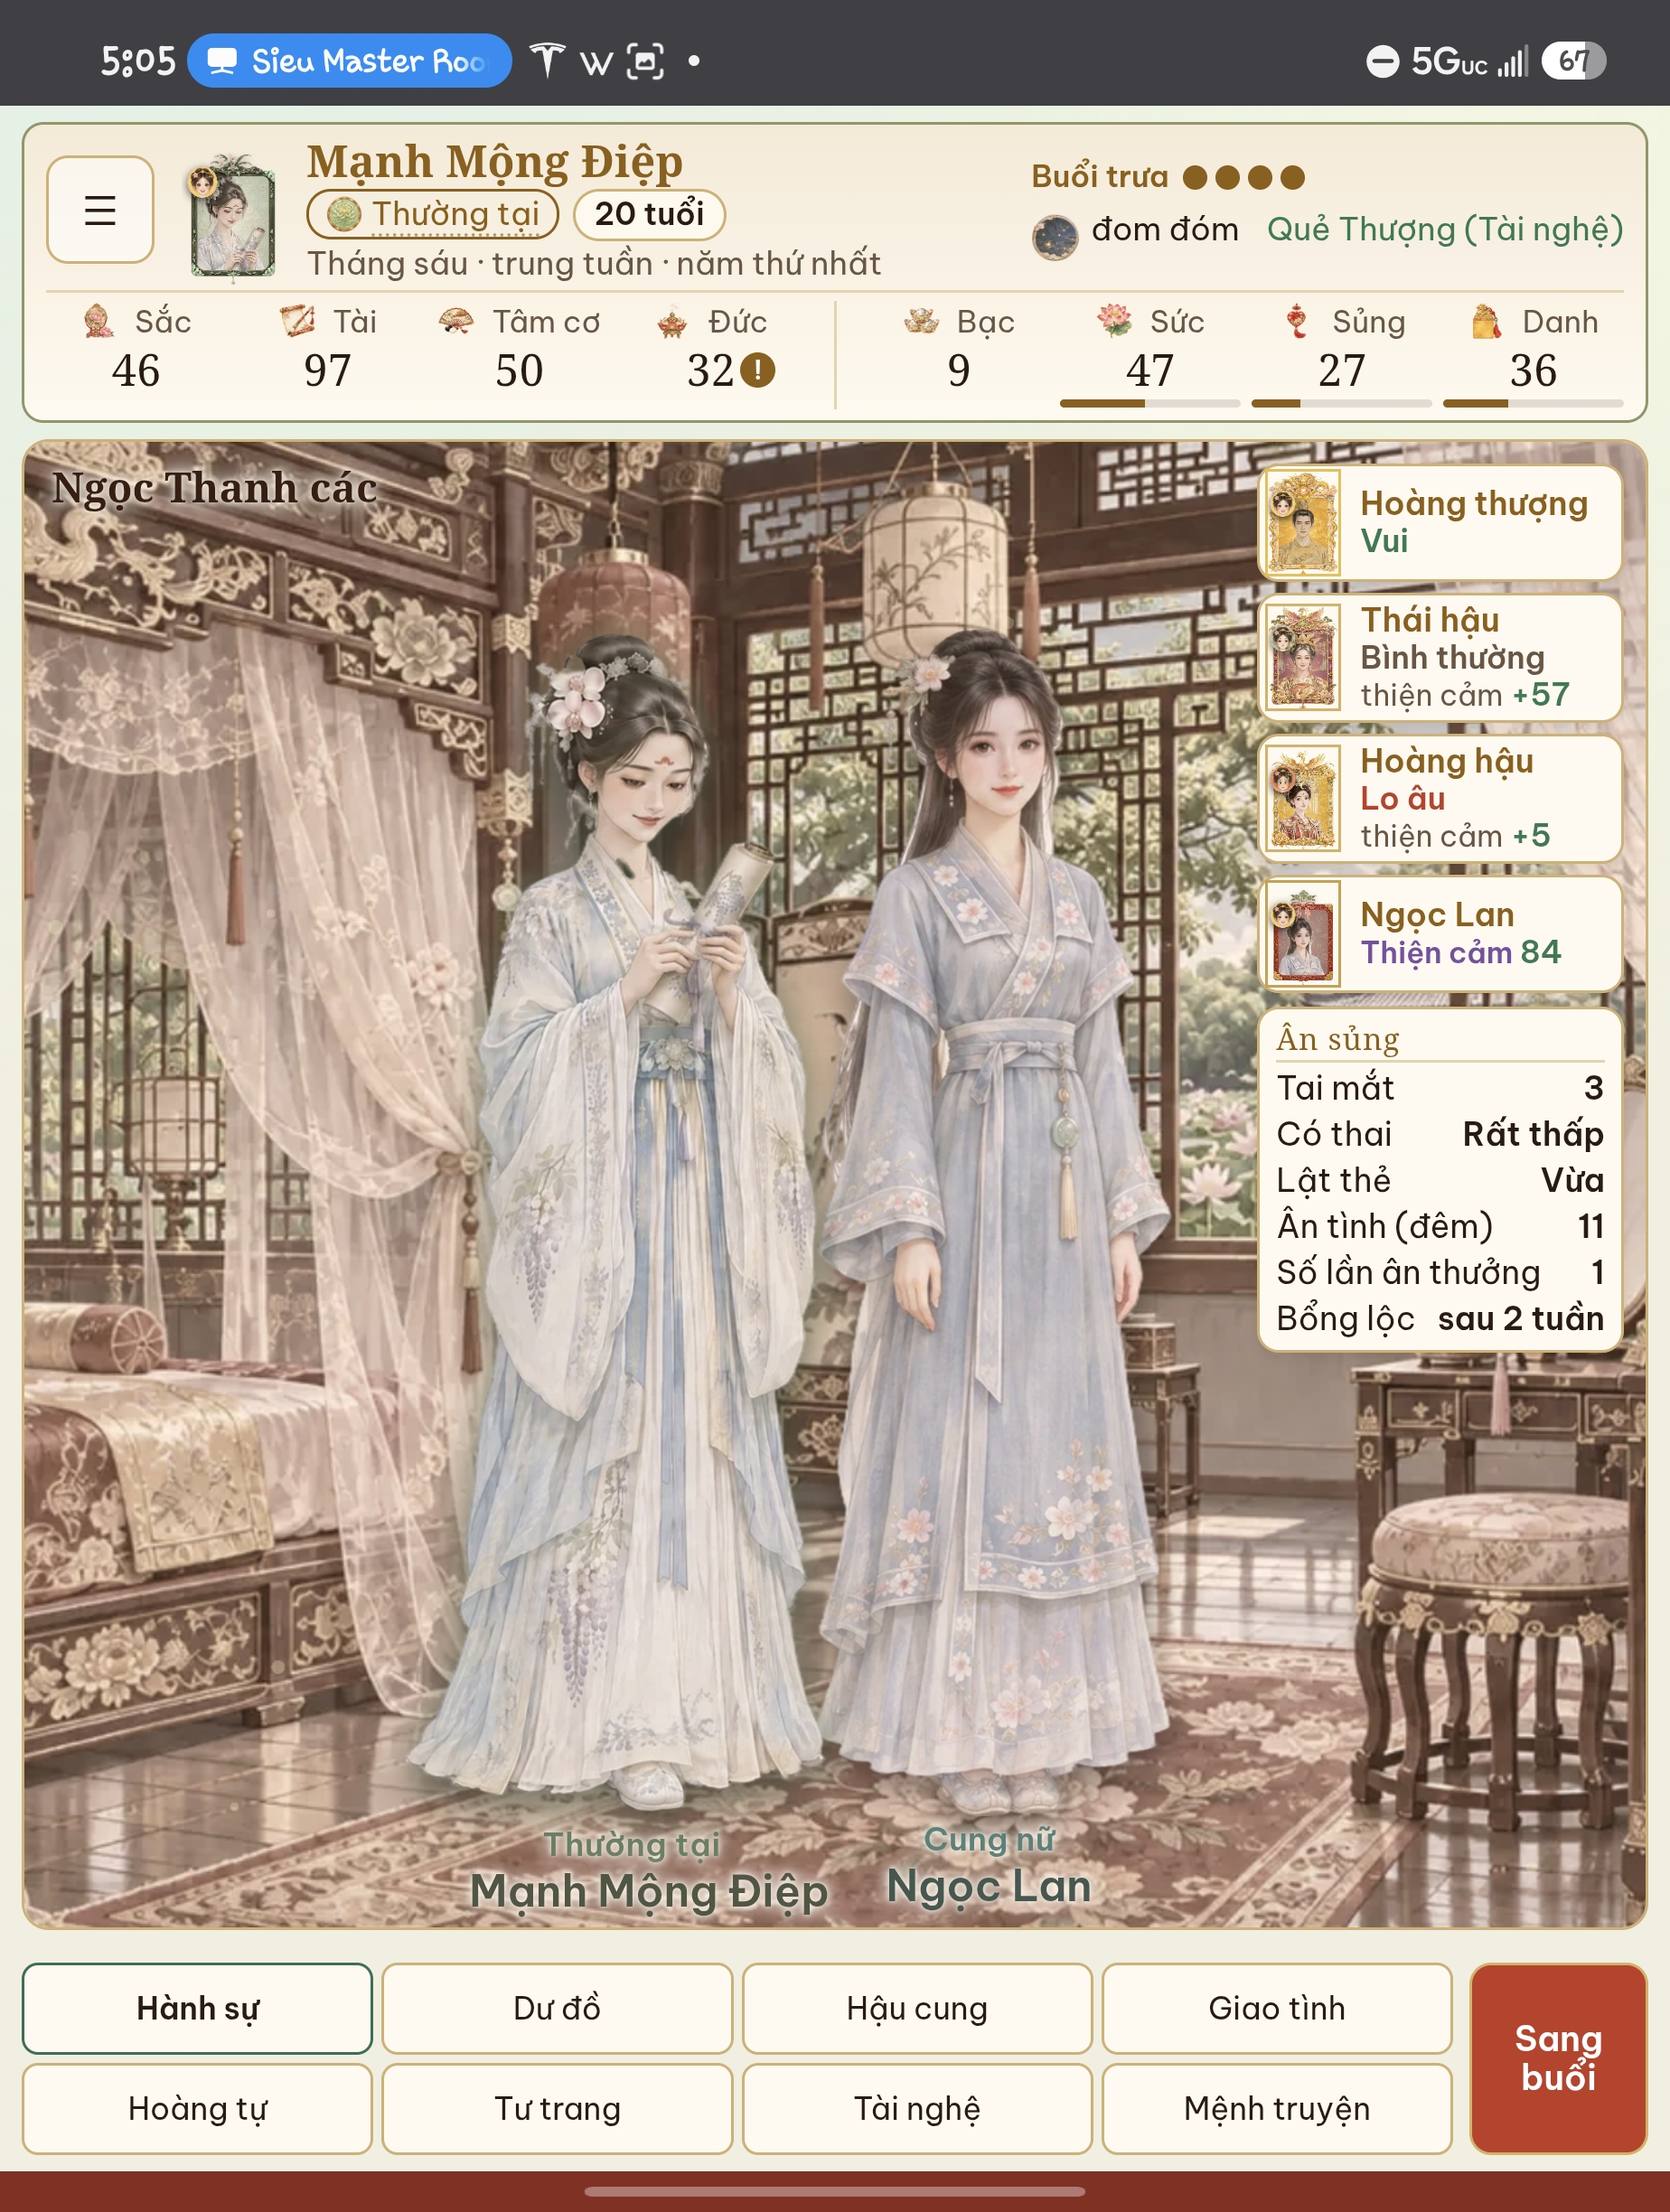 5:05 Sieu Master Roo W 5G UC 67
Mạnh Mộng Điệp
Thường tại 20 tuổi
Tháng sáu · trung tuần · năm thứ nhất
Buổi trưa
đom đóm Quẻ Thượng (Tài nghệ)
Sắc Tài Tâm cơ Đức Bạc Sức Sủng Danh
46 97 50 32 ! 9 47 27 36
Ngọc Thanh các
Hoàng thượng
Vui
Thái hậu
Bình thường
thiện cảm +57
Hoàng hậu
Lo âu
thiện cảm +5
Ngọc Lan
Thiện cảm 84
Ân sủng
Tai mắt 3
Có thai Rất thấp
Lật thẻ Vừa
Ân tình (đêm) 11
Số lần ân thưởng 1
Bổng lộc sau 2 tuần
Thường tại
Mạnh Mộng Điệp
Cung nữ
Ngọc Lan
Hành sự Dư đồ Hậu cung Giao tình
Hoàng tự Tư trang Tài nghệ Mệnh truyện
Sang
buổi